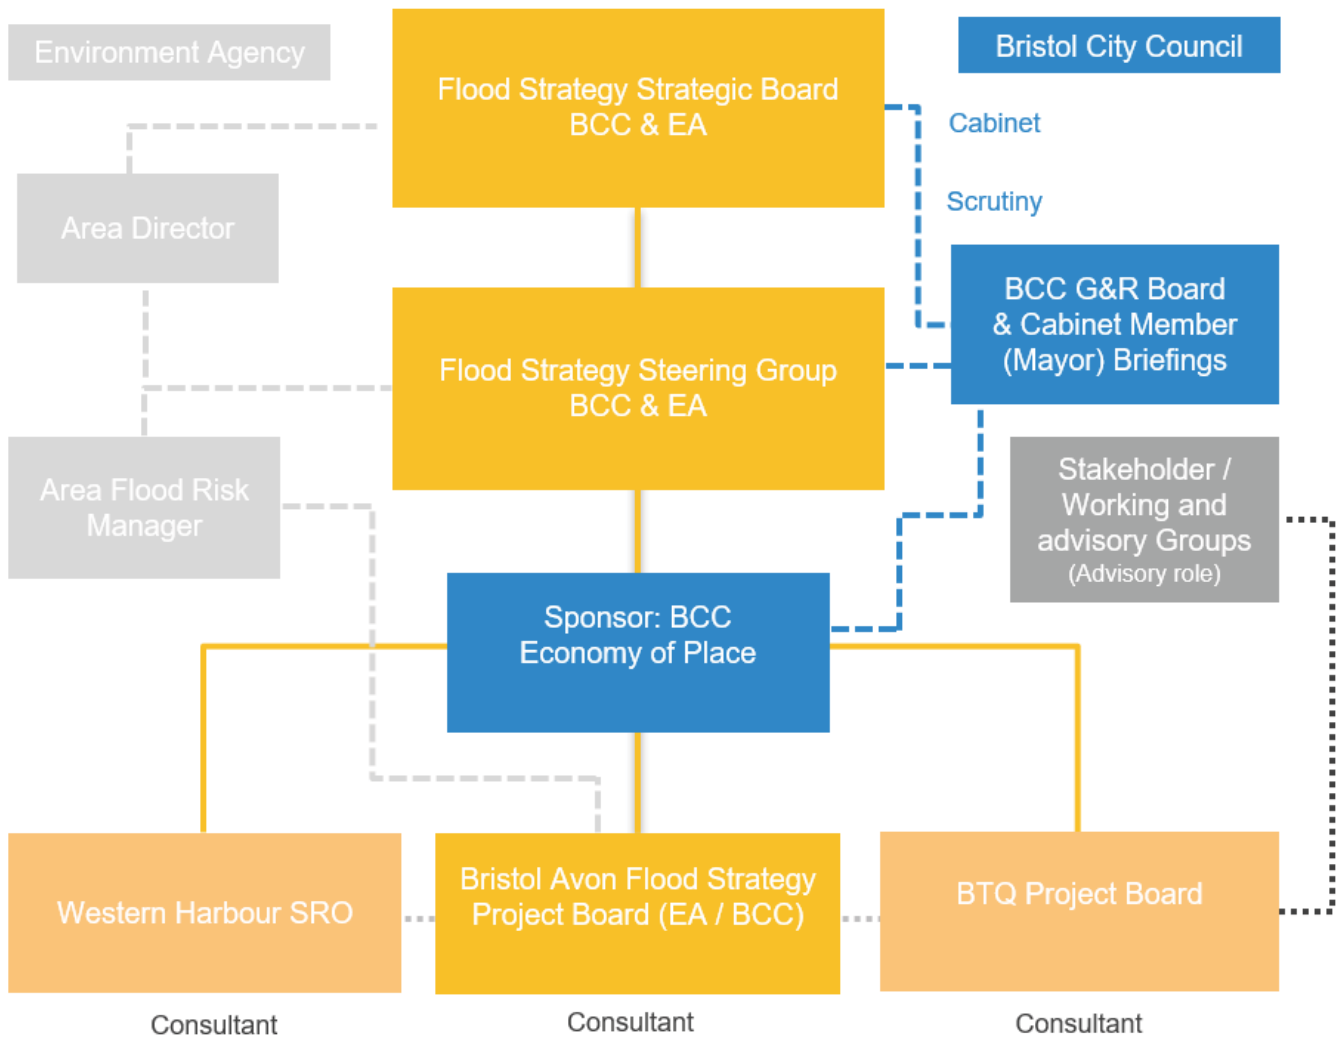 Environment Agency
Flood Strategy Strategic Board
BCC & EA
Bristol City Council
Cabinet
Scrutiny
Area Director
BCC G&R Board
& Cabinet Member
(Mayor) Briefings
Flood Strategy Steering Group
BCC & EA
Area Flood Risk
Manager
Stakeholder /
Working and
advisory Groups
(Advisory role)
Sponsor: BCC
Economy of Place
Western Harbour SRO
Bristol Avon Flood Strategy
Project Board (EA / BCC)
BTQ Project Board
Consultant
Consultant
Consultant